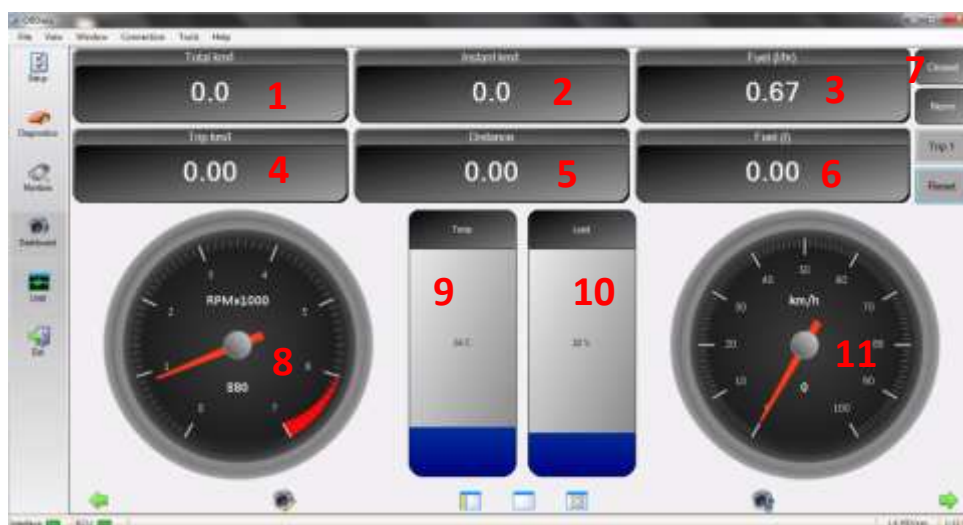 File View Window Connection Tools Help
Setup
Diagnostics
Monitors
Dashboard
Exit
Total km/l
0.0
1
Instant km/l
0.0
2
Fuel (l/hr)
0.67
3
7
Closed
Trip km/l
0.00
4
Distance
0.00
5
Fuel (l)
0.00
6
Trip 1
Reset
RPMx1000
0
1
2
3
4
5
6
7
880
8
Temp
9
Load
10
km/h
10
20
30
40
50
60
70
80
90
100
0
11